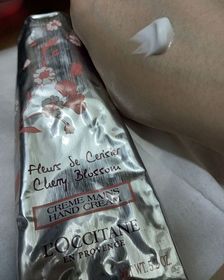 Fleurs de Cerisier
Cherry Blossom
CRÈME MAINS
HAND CREAM
L'OCCITANE
EN PROVENCE